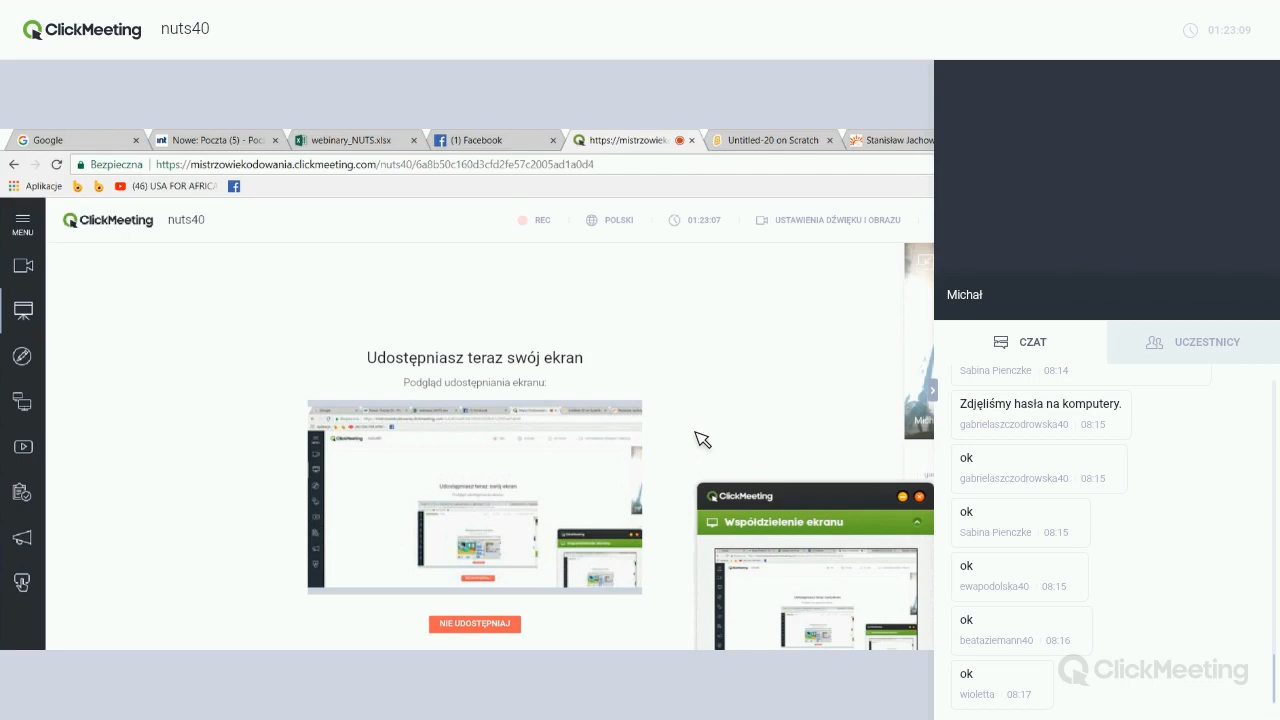 ClickMeeting nuts40
01:23:09
Google
Nowe: Poczta (5) - Poc
webinary_NUTS.xlsx
(1) Facebook
https://mistrzowiek
Untitled-20 on Scratch
Stanisław Jachow
Bezpieczna https://mistrzowiekodowania.clickmeeting.com/nuts40/6a8b50c160d3cfd2fe57c2005ad1a0d4
Aplikacje
(46) USA FOR AFRICA
MENU
ClickMeeting nuts40
REC
POLSKI
01:23:07
USTAWIENIA DŹWIĘKU I OBRAZU
Udostępniasz teraz swój ekran
Podgląd udostępniania ekranu:
NIE UDOSTĘPNIAJ
Mich
ClickMeeting
Współdzielenie ekranu
Michał
CZAT
UCZESTNICY
Sabina Pienczke 08:14
Zdjęliśmy hasła na komputery.
gabrielaszczodrowska40 08:15
ok
gabrielaszczodrowska40 08:15
ok
Sabina Pienczke 08:15
ok
ewapodolska40 08:15
ok
beataziemann40 08:16
ok
wioletta 08:17
ClickMeeting